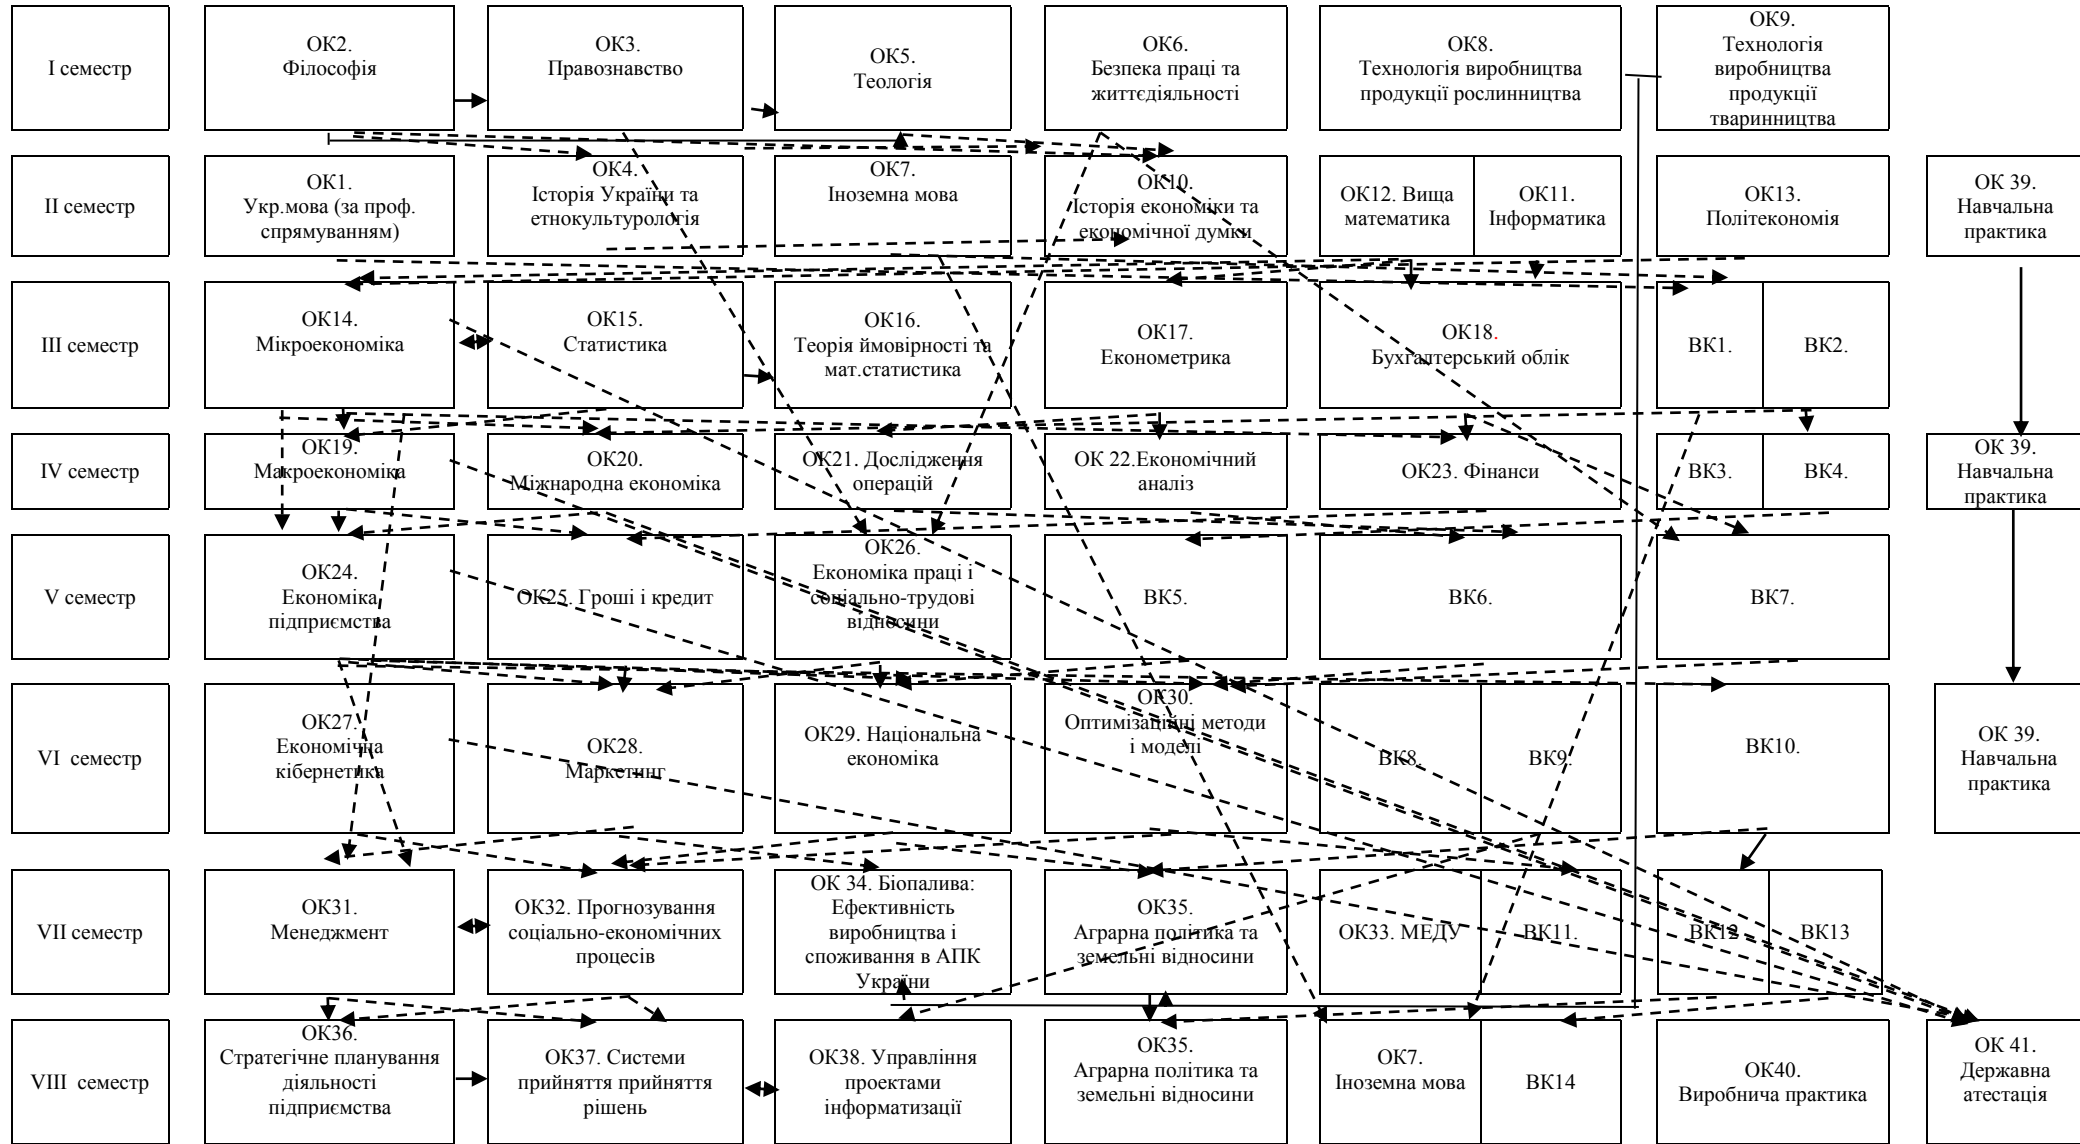 I семестр
ОК2.
Філософія
ОК3.
Правознавство
ОК5.
Теологія
ОК6.
Безпека праці та
життєдіяльності
ОК8.
Технологія виробництва
продукції рослинництва
ОК9.
Технологія
виробництва
продукції
тваринництва
II семестр
ОК1.
Укр.мова (за проф.
спрямуванням)
ОК4.
Історія України та
етнокультурологія
ОК7.
Іноземна мова
ОК10.
Історія економіки та
економічної думки
ОК12. Вища
математика
ОК11.
Інформатика
ОК13.
Політекономія
ОК 39.
Навчальна
практика
III семестр
ОК14.
Мікроекономіка
ОК15.
Статистика
ОК16.
Теорія ймовірності та
мат.статистика
ОК17.
Економетрика
ОК18.
Бухгалтерський облік
ВК1.
ВК2.
IV семестр
ОК19.
Макроекономіка
ОК20.
Міжнародна економіка
ОК21. Дослідження
операцій
ОК 22.Економічний
аналіз
ОК23. Фінанси
ВК3.
ВК4.
ОК 39.
Навчальна
практика
V семестр
ОК24.
Економіка
підприємства
ОК25. Гроші і кредит
ОК26.
Економіка праці і
соціально-трудові
відносини
ВК5.
ВК6.
ВК7.
VI семестр
ОК27.
Економічна
кібернетика
ОК28.
Маркетинг
ОК29. Національна
економіка
ОК30.
Оптимізаційні методи
і моделі
ВК8.
ВК9.
ВК10.
ОК 39.
Навчальна
практика
VII семестр
ОК31.
Менеджмент
ОК32. Прогнозування
соціально-економічних
процесів
ОК 34. Біопалива:
Ефективність
виробництва і
споживання в АПК
України
ОК35.
Аграрна політика та
земельні відносини
ОК33. МЕДУ
ВК11.
ВК12
ВК13
VIII семестр
ОК36.
Стратегічне планування
діяльності
підприємства
ОК37. Системи
прийняття прийняття
рішень
ОК38. Управління
проектами
інформатизації
ОК35.
Аграрна політика та
земельні відносини
ОК7.
Іноземна мова
ВК14
ОК40.
Виробнича практика
ОК 41.
Державна
атестація